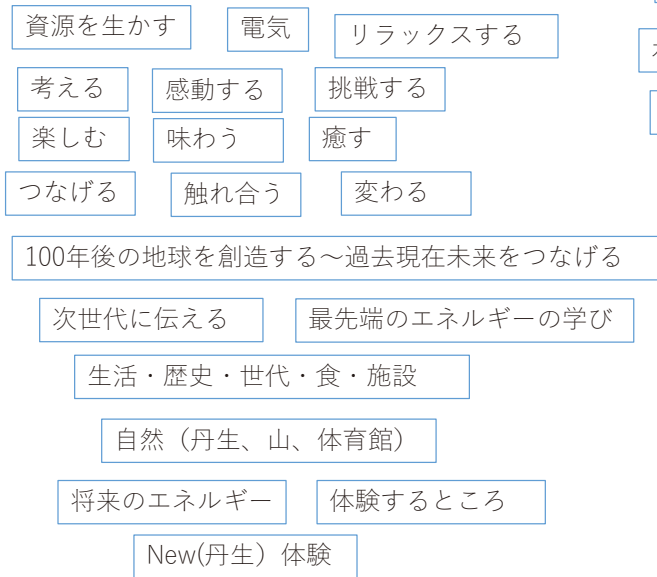 資源を生かす
電気
リラックスする
考える
感動する
挑戦する
楽しむ
味わう
癒す
つなげる
触れ合う
変わる
100年後の地球を創造する～過去現在未来をつなげる
次世代に伝える
最先端のエネルギーの学び
生活・歴史・世代・食・施設
自然（丹生、山、体育館）
将来のエネルギー
体験するところ
New(丹生）体験